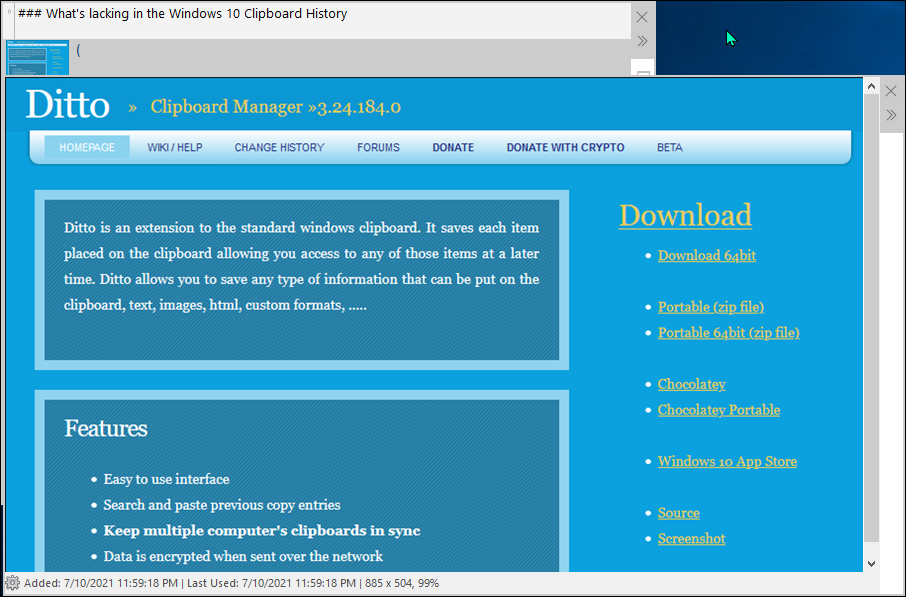 ### What's lacking in the Windows 10 Clipboard History
(
Ditto » Clipboard Manager »3.24.184.0
HOMEPAGE WIKI / HELP CHANGE HISTORY FORUMS DONATE DONATE WITH CRYPTO BETA
Ditto is an extension to the standard windows clipboard. It saves each item
placed on the clipboard allowing you access to any of those items at a later
time. Ditto allows you to save any type of information that can be put on the
clipboard, text, images, html, custom formats, .....
Features
• Easy to use interface
• Search and paste previous copy entries
• Keep multiple computer's clipboards in sync
• Data is encrypted when sent over the network
Download
• Download 64bit
• Portable (zip file)
• Portable 64bit (zip file)
• Chocolatey
• Chocolatey Portable
• Windows 10 App Store
• Source
• Screenshot
Added: 7/10/2021 11:59:18 PM | Last Used: 7/10/2021 11:59:18 PM | 885 x 504, 99%